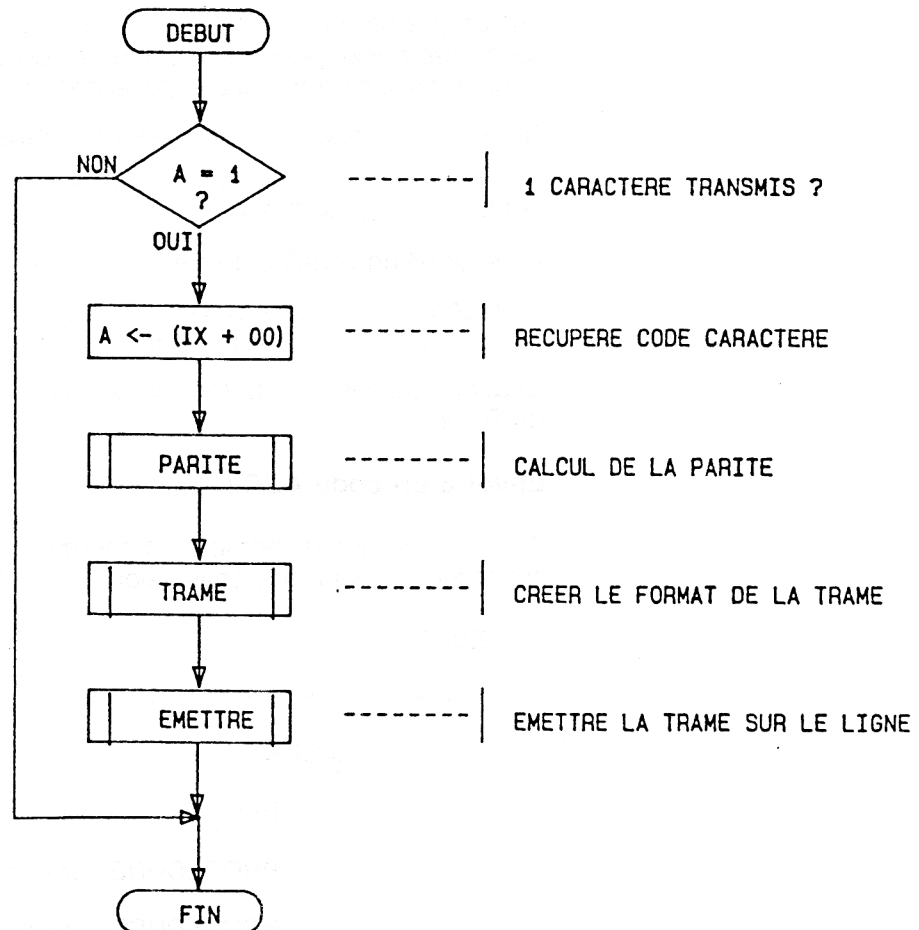 DEBUT
NON
A = 1
?
1 CARACTERE TRANSMIS ?
OUI
A <- (IX + 00)
RECUPERE CODE CARACTERE
PARITE
CALCUL DE LA PARITE
TRAME
CREER LE FORMAT DE LA TRAME
EMETTRE
EMETTRE LA TRAME SUR LE LIGNE
FIN